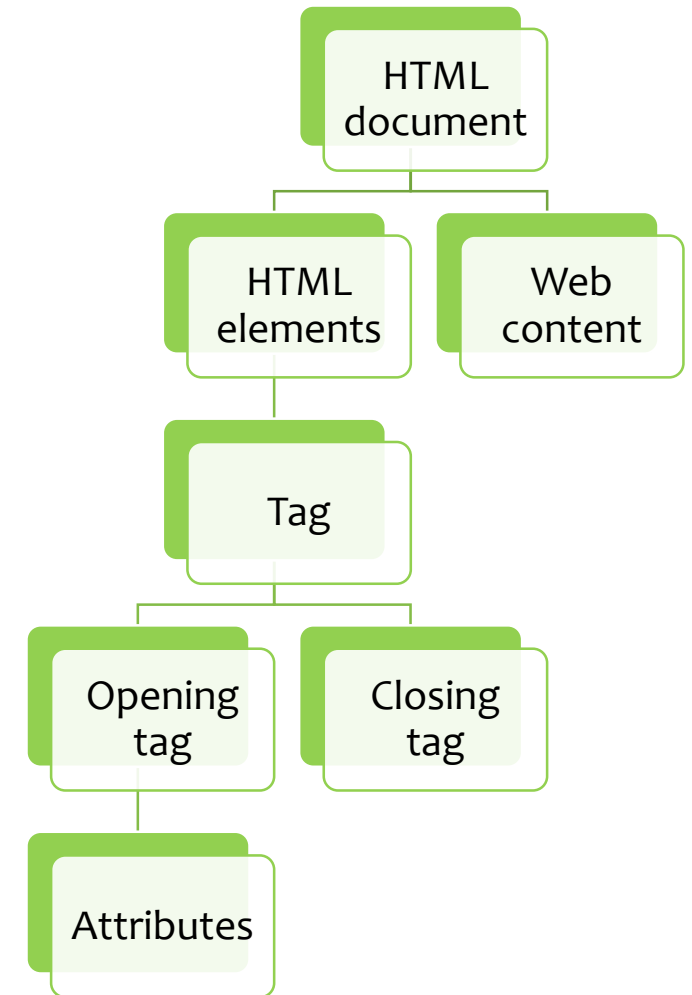 HTML
document
HTML
elements
Web
content
Tag
Opening
tag
Closing
tag
Attributes